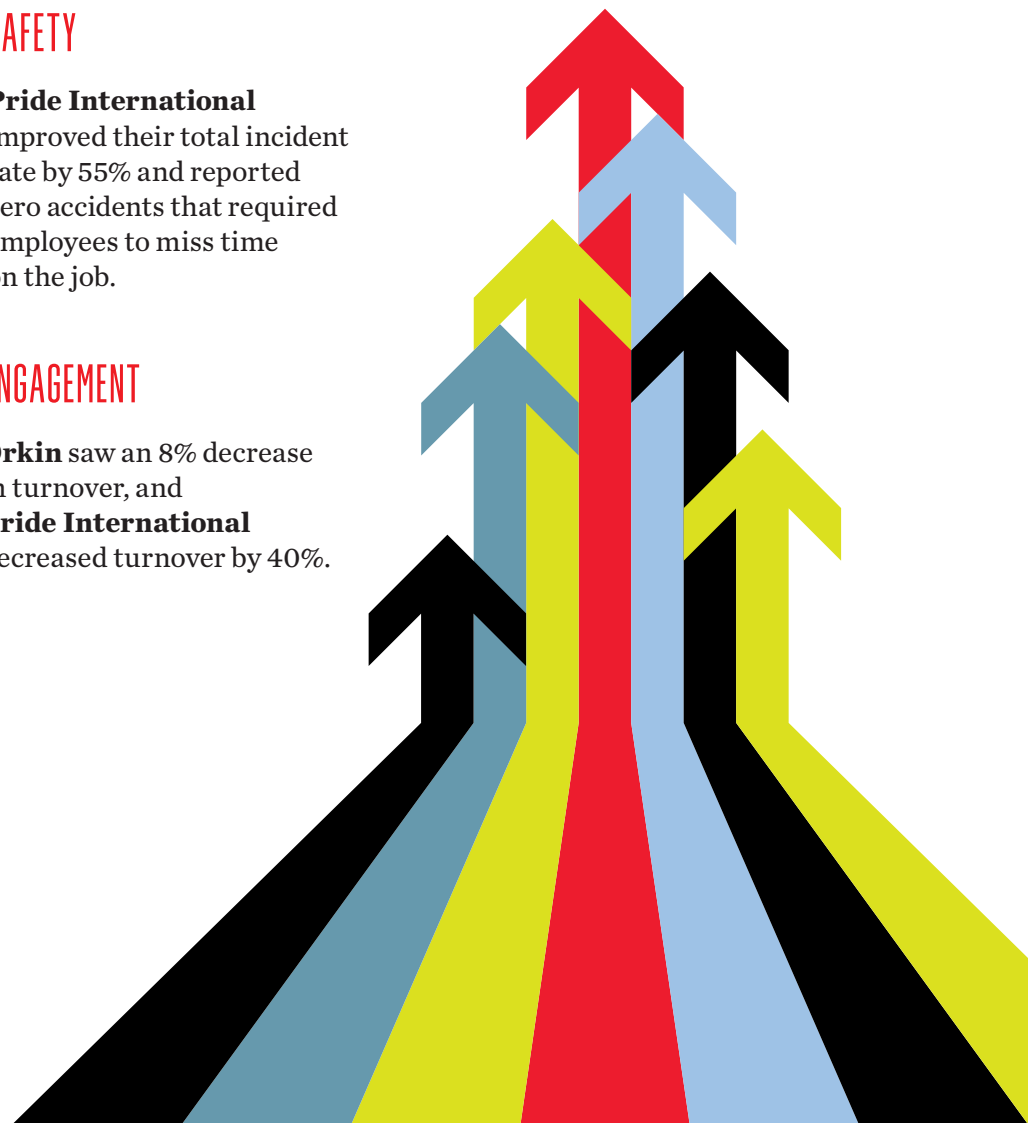 AFETY
Pride International
mproved their total incident
ate by 55% and reported
ero accidents that required
mployees to miss time
n the job.
NGAGEMENT
rkin saw an 8% decrease
n turnover, and
ride International
ecreased turnover by 40%.